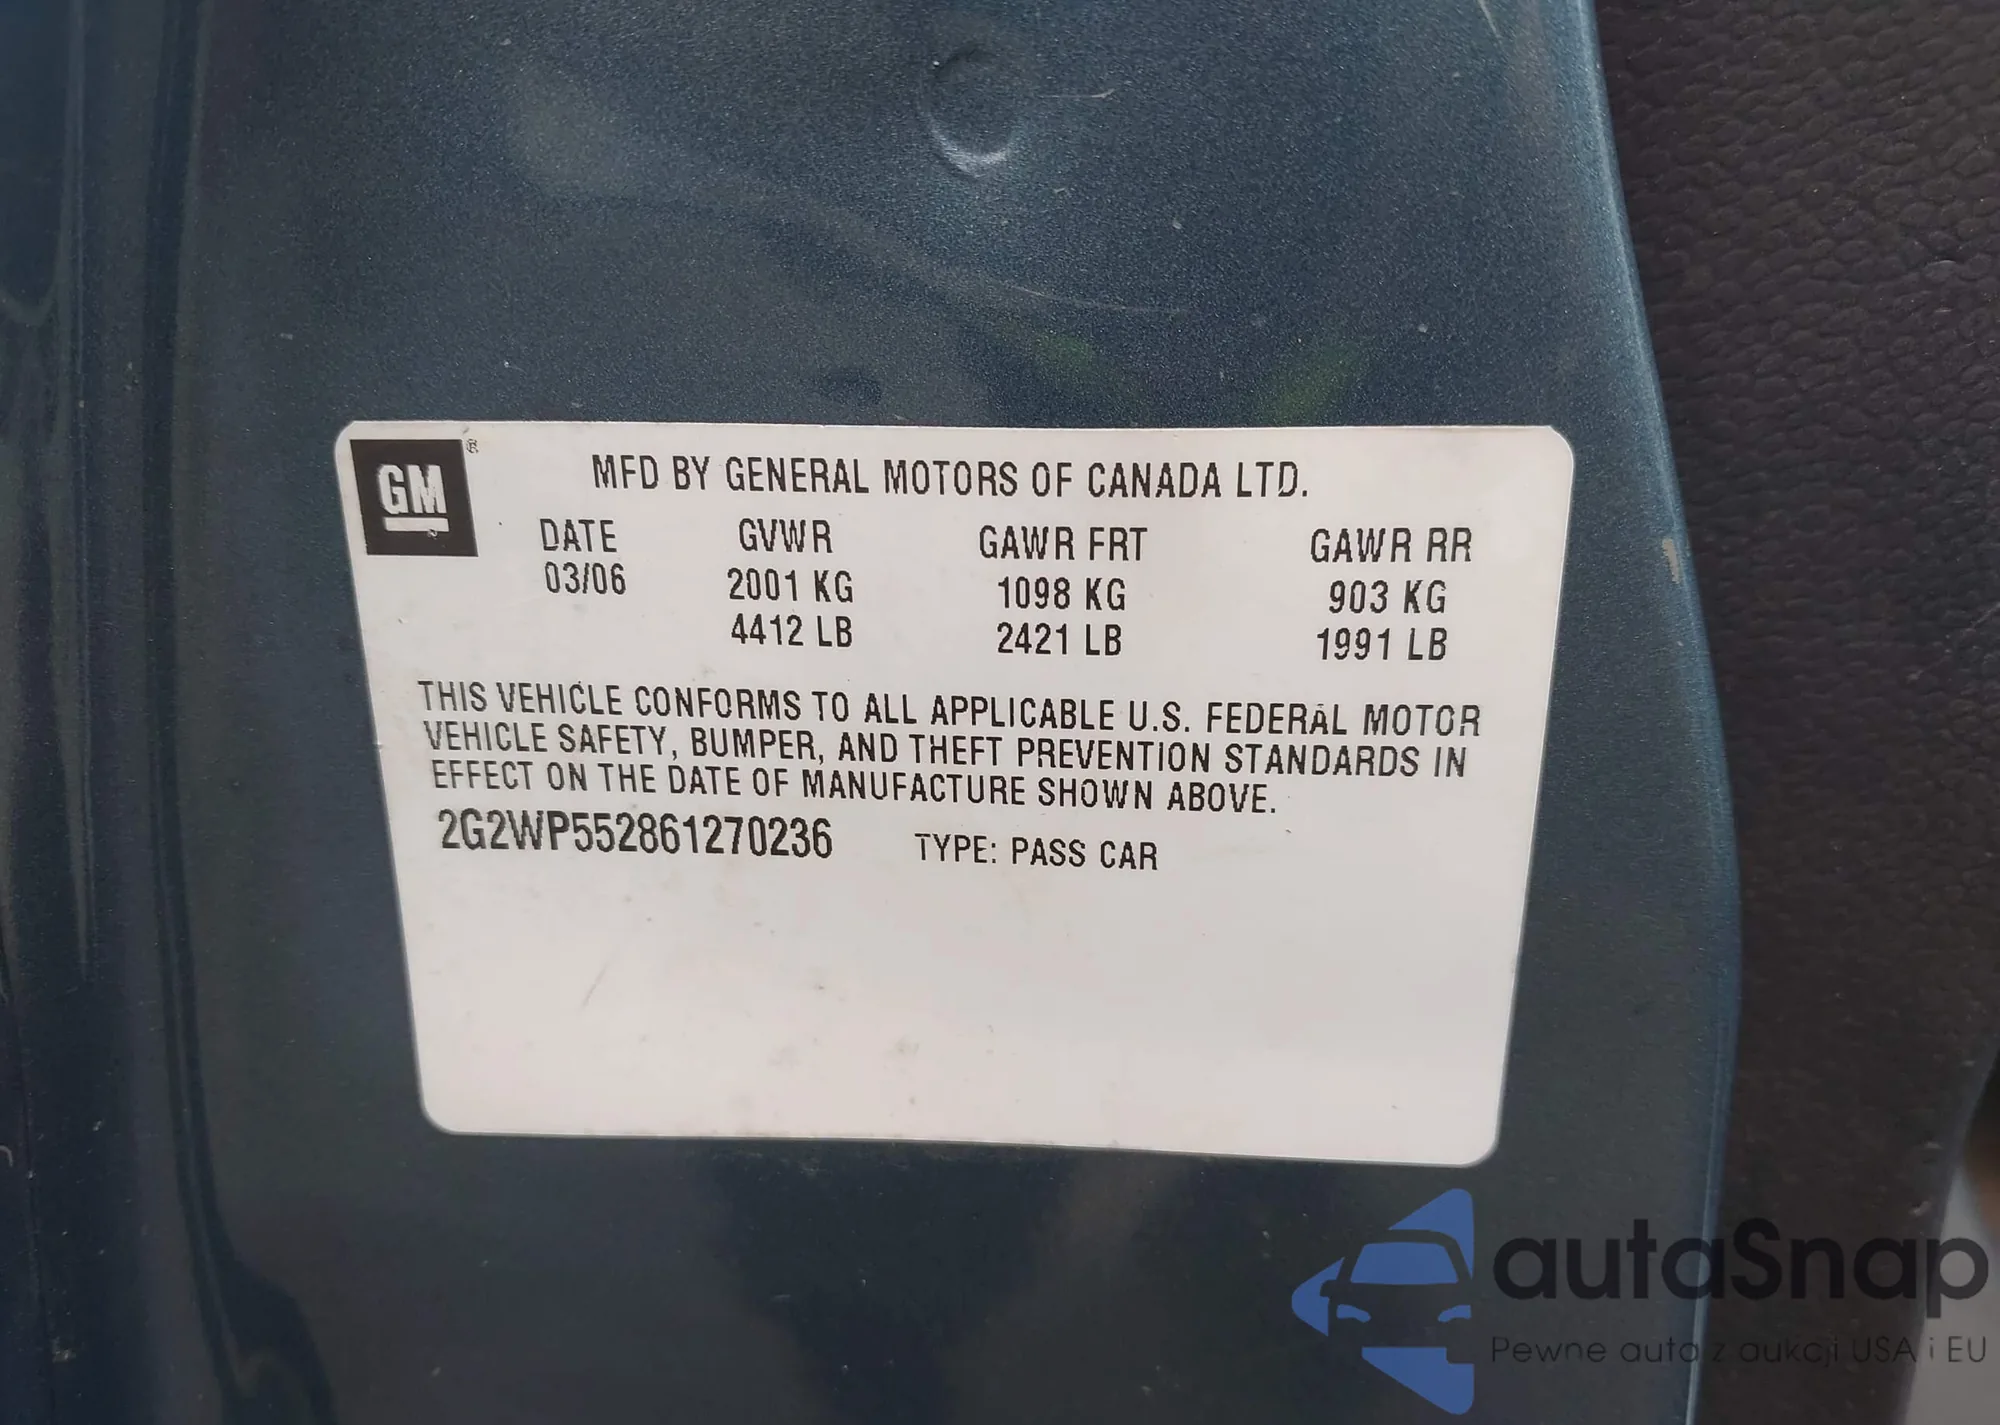 GM ®
MFD BY GENERAL MOTORS OF CANADA LTD.
DATE GVWR GAWR FRT GAWR RR
03/06 2001 KG 1098 KG 903 KG
4412 LB 2421 LB 1991 LB
THIS VEHICLE CONFORMS TO ALL APPLICABLE U.S. FEDERAL MOTOR
VEHICLE SAFETY, BUMPER, AND THEFT PREVENTION STANDARDS IN
EFFECT ON THE DATE OF MANUFACTURE SHOWN ABOVE.
2G2WP552861270236 TYPE: PASS CAR
autaSnap
Pewne auta z aukcji USA i EU